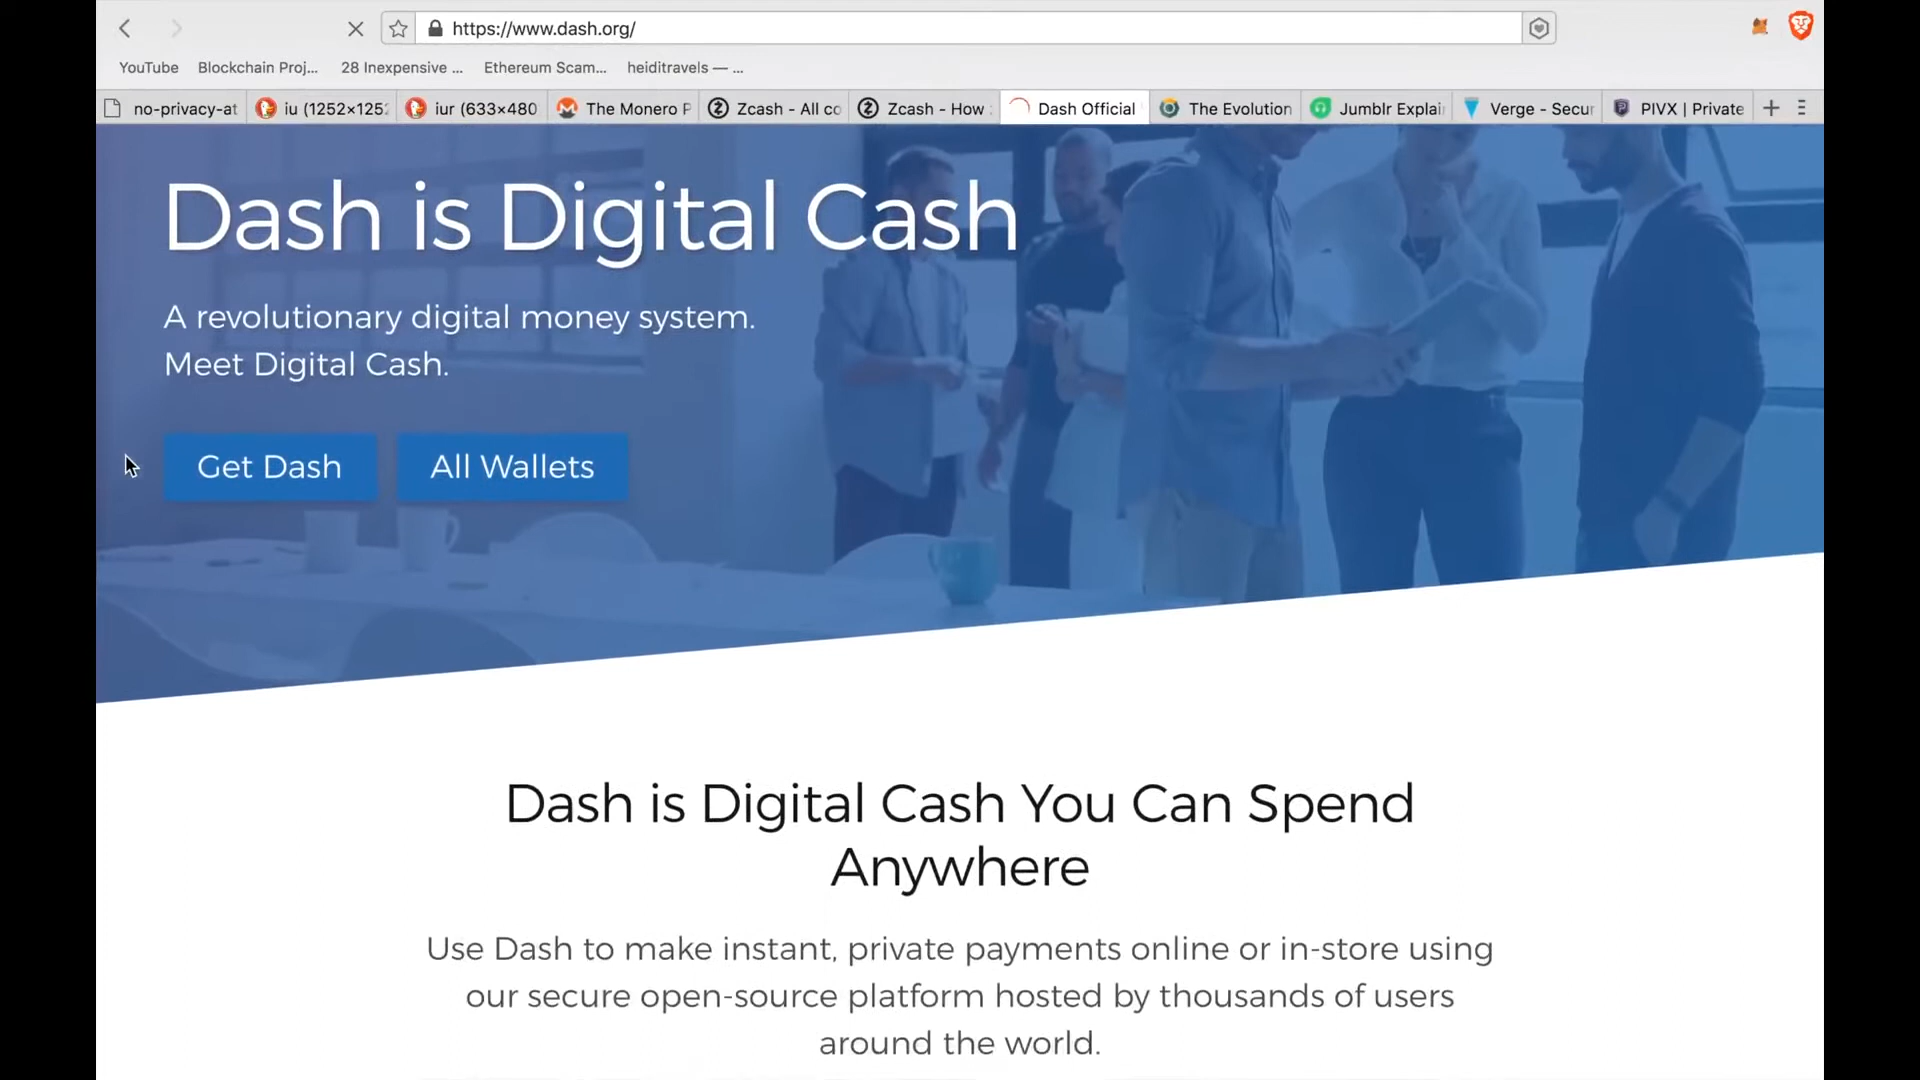 https://www.dash.org/
YouTube Blockchain Proj... 28 Inexpensive ... Ethereum Scam... heiditravels — ...
no-privacy-at iu (1252×125 iur (633×480 The Monero P Zcash - All co Zcash - How Dash Official The Evolution Jumblr Explai Verge - Secur PIVX | Private
Dash is Digital Cash
A revolutionary digital money system.
Meet Digital Cash.
Get Dash All Wallets
Dash is Digital Cash You Can Spend
Anywhere
Use Dash to make instant, private payments online or in-store using
our secure open-source platform hosted by thousands of users
around the world.